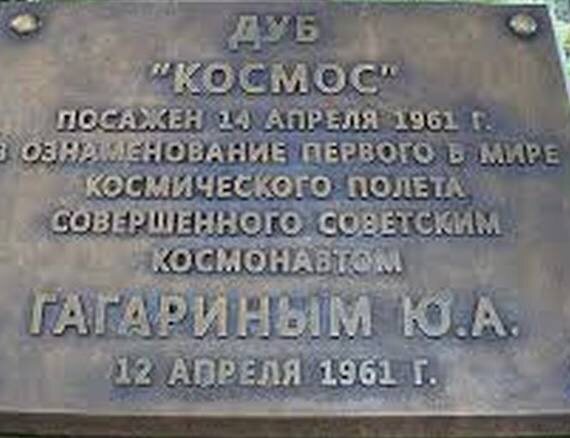 ДУБ
"КОСМОС"
ПОСАЖЕН 14 АПРЕЛЯ 1961 Г.
В ОЗНАМЕНОВАНИЕ ПЕРВОГО В МИРЕ
КОСМИЧЕСКОГО ПОЛЕТА
СОВЕРШЕННОГО СОВЕТСКИМ
КОСМОНАВТОМ
ГАГАРИНЫМ Ю.А.
12 АПРЕЛЯ 1961 Г.